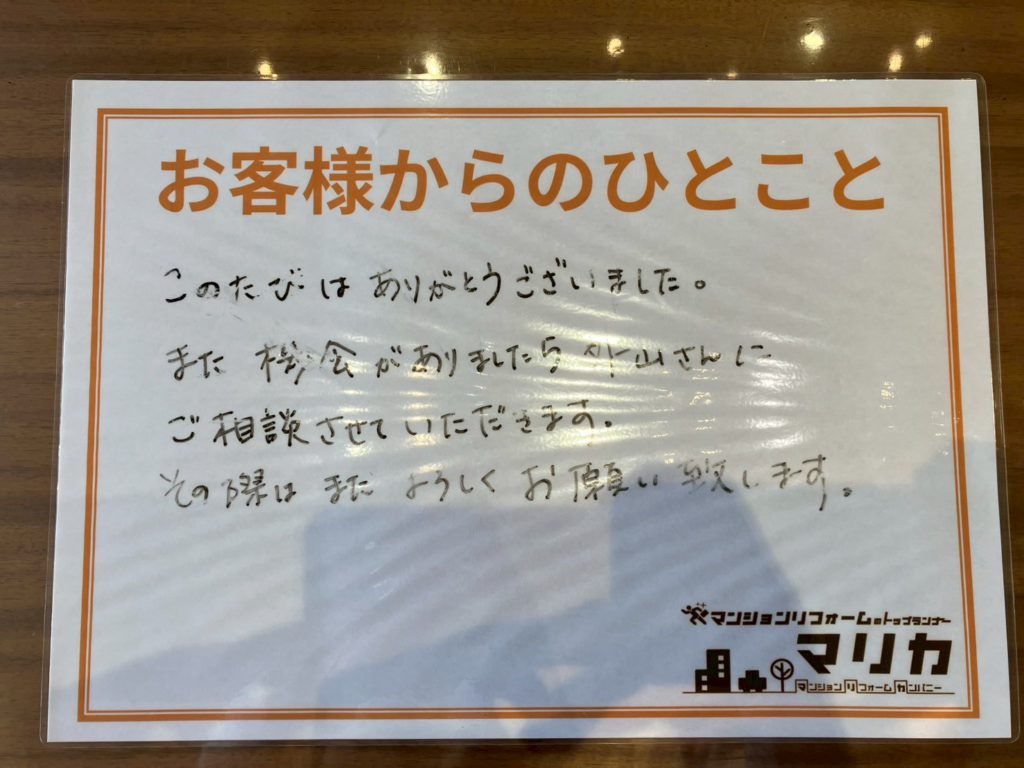 お客様からのひとこと
このたびは ありがとうございました。
また 機会がありましたら 外山さんに
ご相談させていただきます。
その際は また よろしく お願い 致します。
マンションリフォームのトップランナー
マリカ
マンションリフォームカンパニー